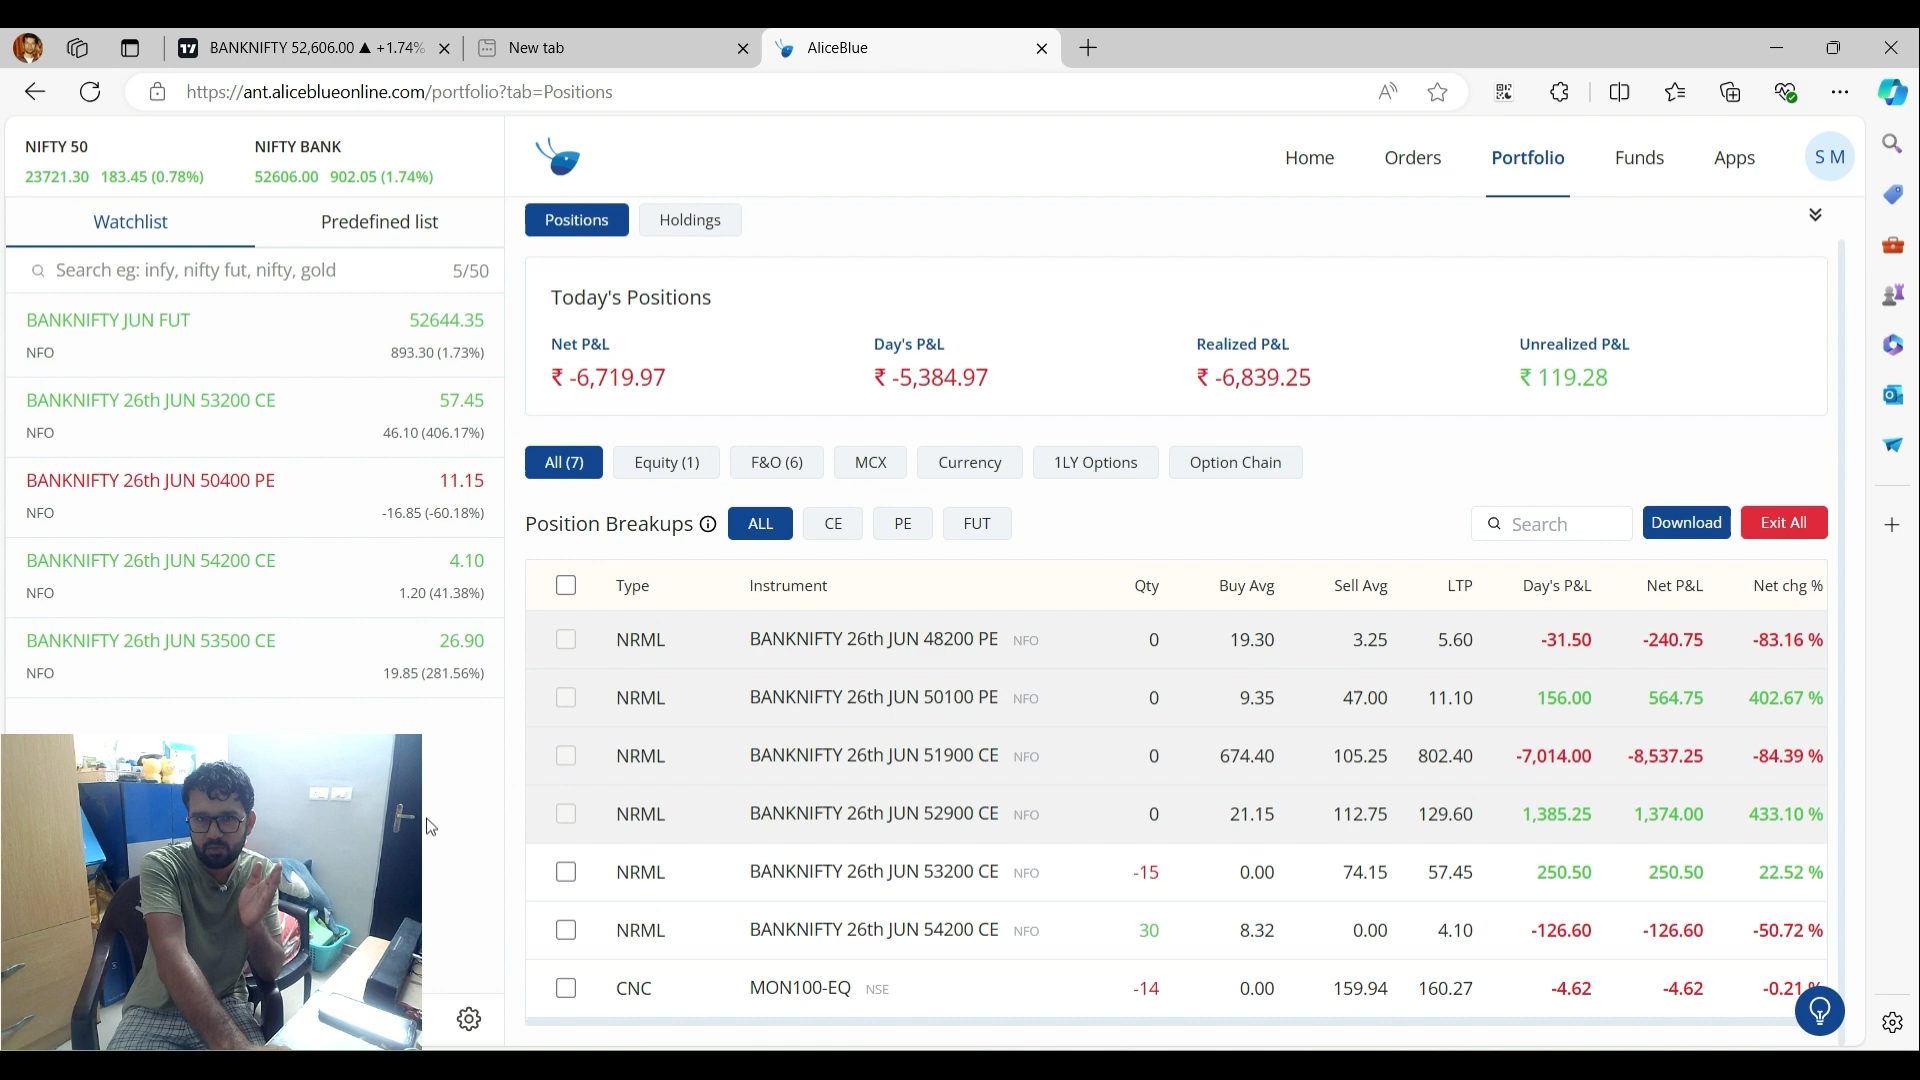 BANKNIFTY 52,606.00 ▲ +1.74%
New tab
AliceBlue
https://ant.aliceblueonline.com/portfolio?tab=Positions
NIFTY 50
23721.30 183.45 (0.78%)
NIFTY BANK
52606.00 902.05 (1.74%)
Home
Orders
Portfolio
Funds
Apps
S M
Watchlist
Predefined list
Search eg: infy, nifty fut, nifty, gold 5/50
BANKNIFTY JUN FUT 52644.35
NFO 893.30 (1.73%)
BANKNIFTY 26th JUN 53200 CE 57.45
NFO 46.10 (406.17%)
BANKNIFTY 26th JUN 50400 PE 11.15
NFO -16.85 (-60.18%)
BANKNIFTY 26th JUN 54200 CE 4.10
NFO 1.20 (41.38%)
BANKNIFTY 26th JUN 53500 CE 26.90
NFO 19.85 (281.56%)
Positions
Holdings
Today's Positions
Net P&L Day's P&L Realized P&L Unrealized P&L
₹ -6,719.97 ₹ -5,384.97 ₹ -6,839.25 ₹ 119.28
All (7) Equity (1) F&O (6) MCX Currency 1LY Options Option Chain
Position Breakups ALL CE PE FUT Search Download Exit All
Type Instrument Qty Buy Avg Sell Avg LTP Day's P&L Net P&L Net chg %
NRML BANKNIFTY 26th JUN 48200 PE NFO 0 19.30 3.25 5.60 -31.50 -240.75 -83.16 %
NRML BANKNIFTY 26th JUN 50100 PE NFO 0 9.35 47.00 11.10 156.00 564.75 402.67 %
NRML BANKNIFTY 26th JUN 51900 CE NFO 0 674.40 105.25 802.40 -7,014.00 -8,537.25 -84.39 %
NRML BANKNIFTY 26th JUN 52900 CE NFO 0 21.15 112.75 129.60 1,385.25 1,374.00 433.10 %
NRML BANKNIFTY 26th JUN 53200 CE NFO -15 0.00 74.15 57.45 250.50 250.50 22.52 %
NRML BANKNIFTY 26th JUN 54200 CE NFO 30 8.32 0.00 4.10 -126.60 -126.60 -50.72 %
CNC MON100-EQ NSE -14 0.00 159.94 160.27 -4.62 -4.62 -0.21 %